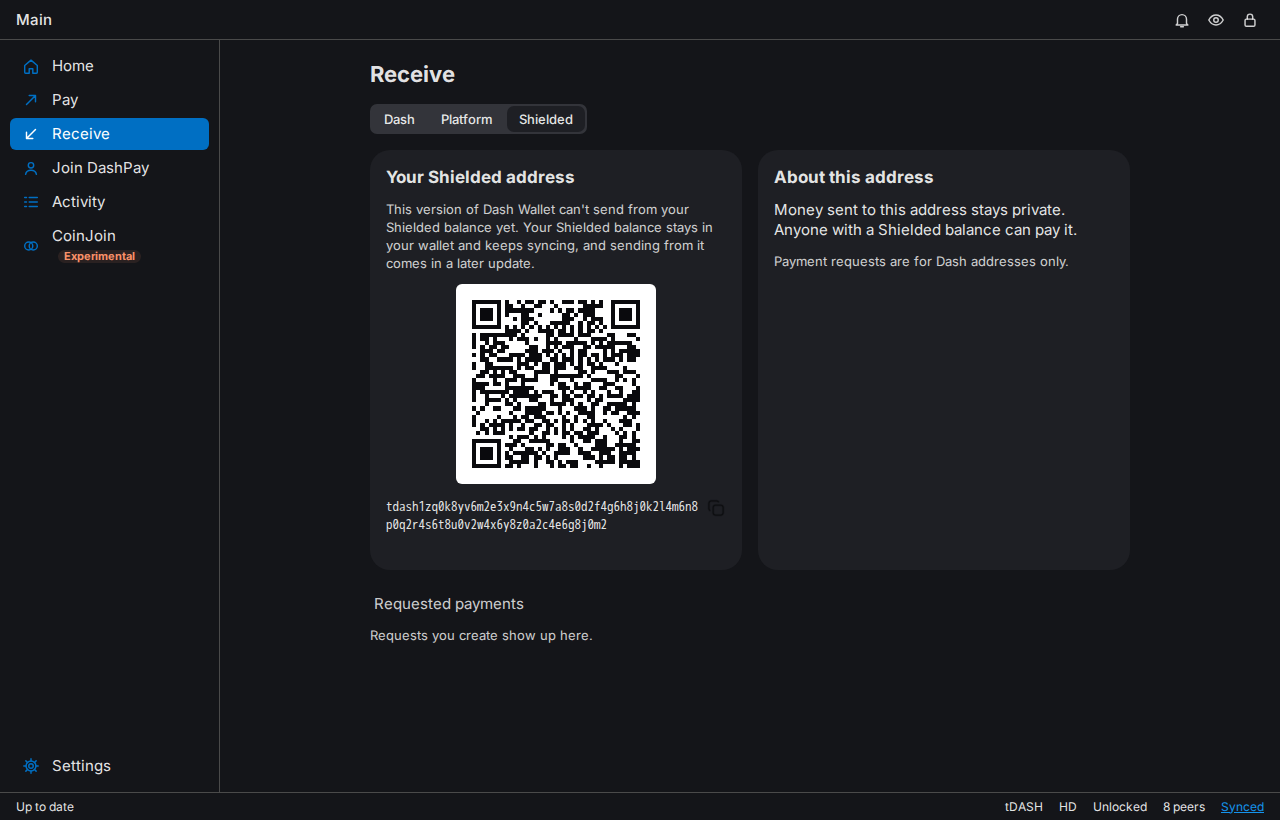 Main
Home
Pay
Receive
Join DashPay
Activity
CoinJoin
Experimental
Settings
Receive
Dash Platform Shielded
Your Shielded address
This version of Dash Wallet can't send from your
Shielded balance yet. Your Shielded balance stays in
your wallet and keeps syncing, and sending from it
comes in a later update.
tdash1zq0k8yv6m2e3x9n4c5w7a8s0d2f4g6h8j0k2l4m6n8
p0q2r4s6t8u0v2w4x6y8z0a2c4e6g8j0m2
About this address
Money sent to this address stays private.
Anyone with a Shielded balance can pay it.
Payment requests are for Dash addresses only.
Requested payments
Requests you create show up here.
Up to date
tDASH HD Unlocked 8 peers Synced